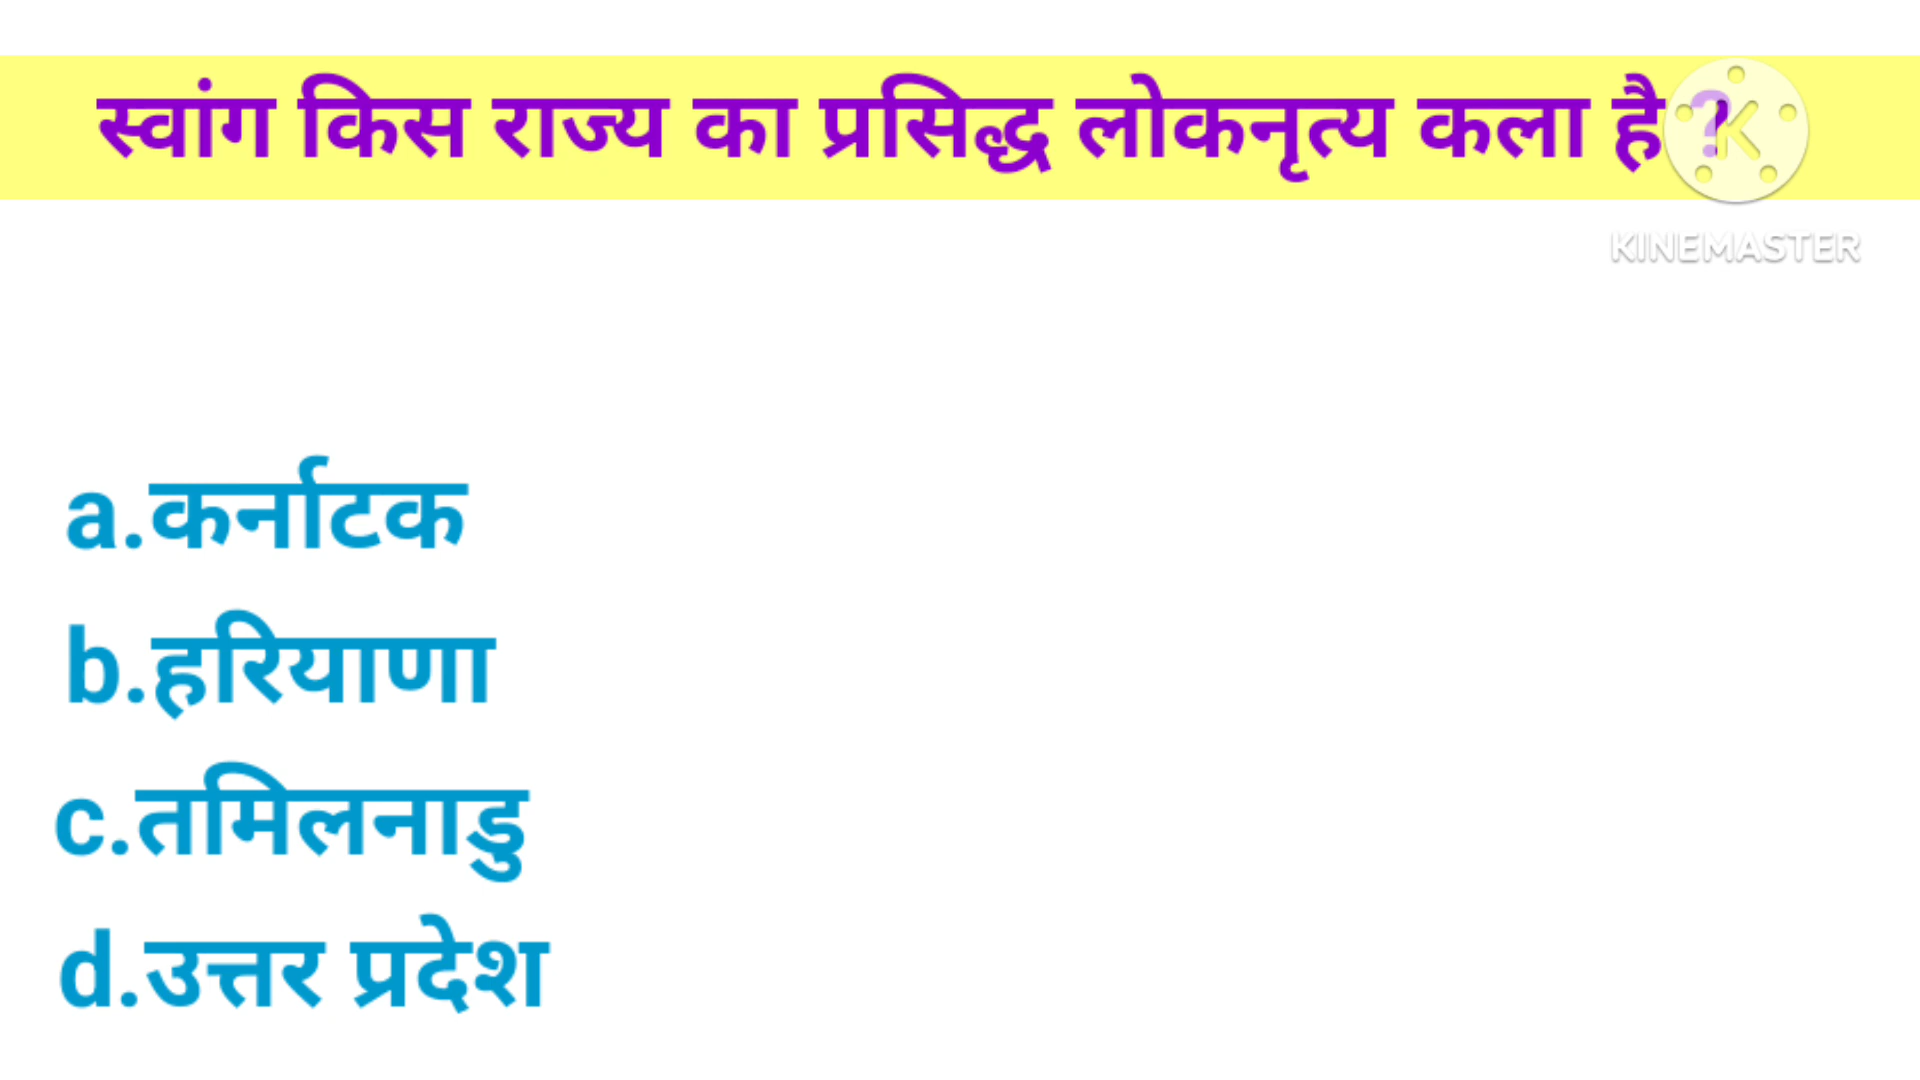 स्वांग किस राज्य का प्रसिद्ध लोकनृत्य कला है ?
K
KINEMASTER
a.कर्नाटक
b.हरियाणा
c.तमिलनाडु
d.उत्तर प्रदेश